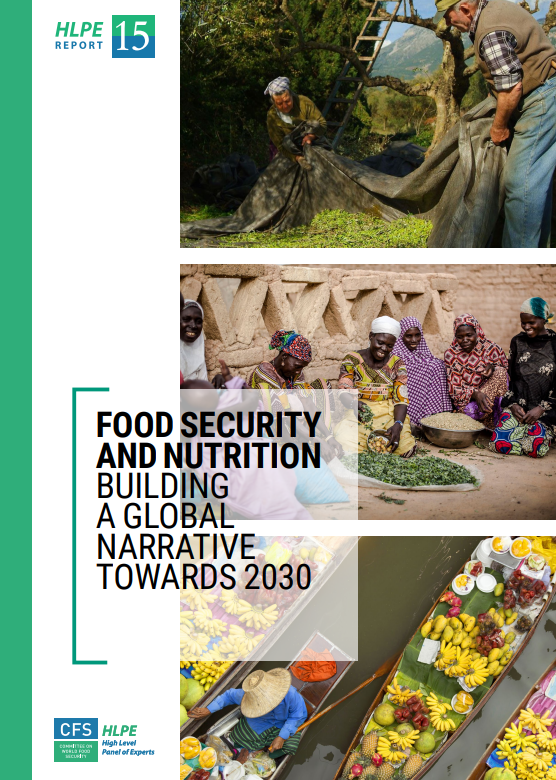 HLPE
REPORT 15
FOOD SECURITY
AND NUTRITION
BUILDING
A GLOBAL
NARRATIVE
TOWARDS 2030
CFS
COMMITTEE ON
WORLD FOOD
SECURITY
HLPE
High Level
Panel of Experts